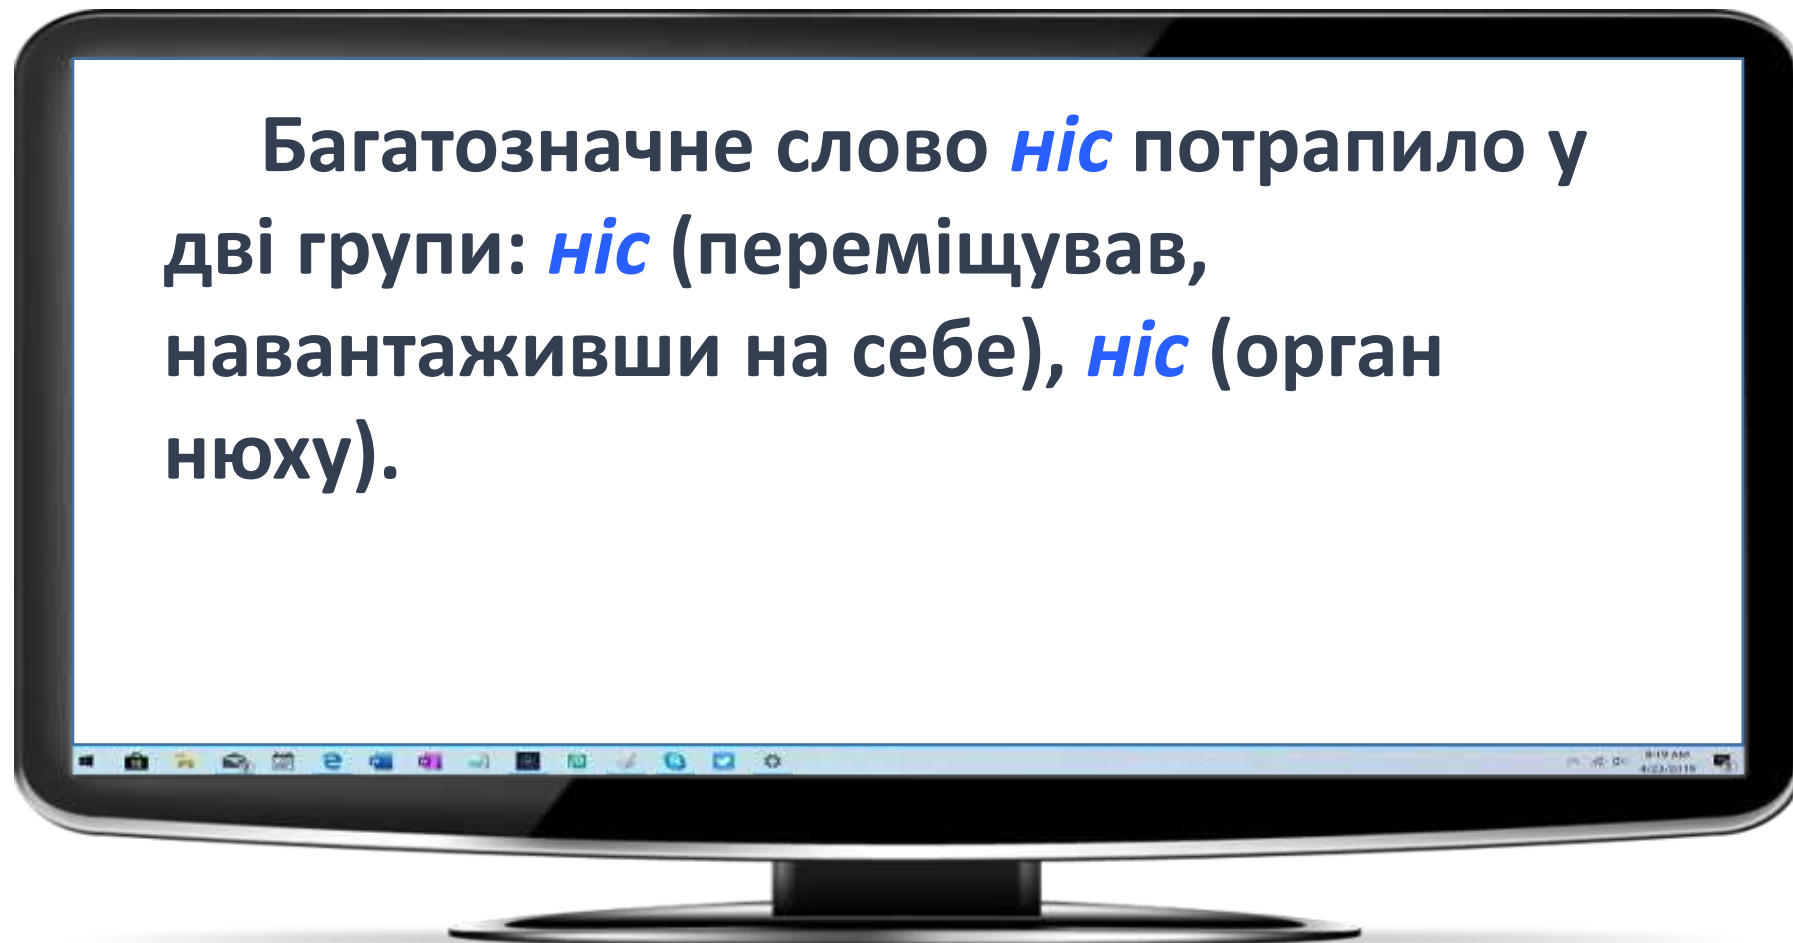 Багатозначне слово ніс потрапило у
дві групи: ніс (переміщував,
навантаживши на себе), ніс (орган
нюху).